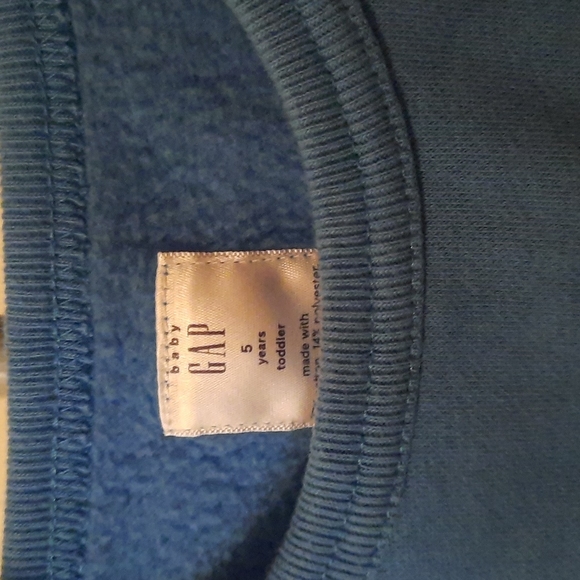 baby
GAP
5
years
toddler
made with
14% polyester